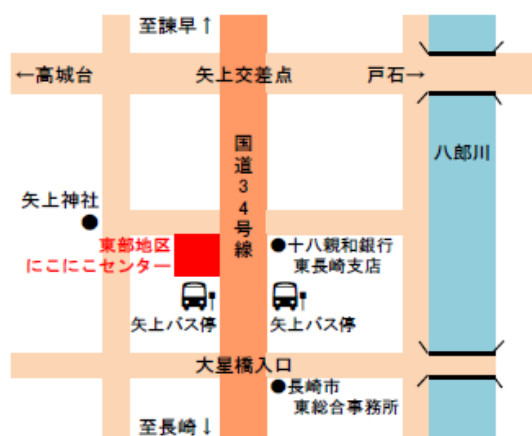 至諫早↑
←高城台
矢上交差点
戸石→
国道34号線
八郎川
矢上神社
●
東部地区
にこにこセンター
●十八親和銀行
東長崎支店
矢上バス停
矢上バス停
大星橋入口
●長崎市
東総合事務所
至長崎↓